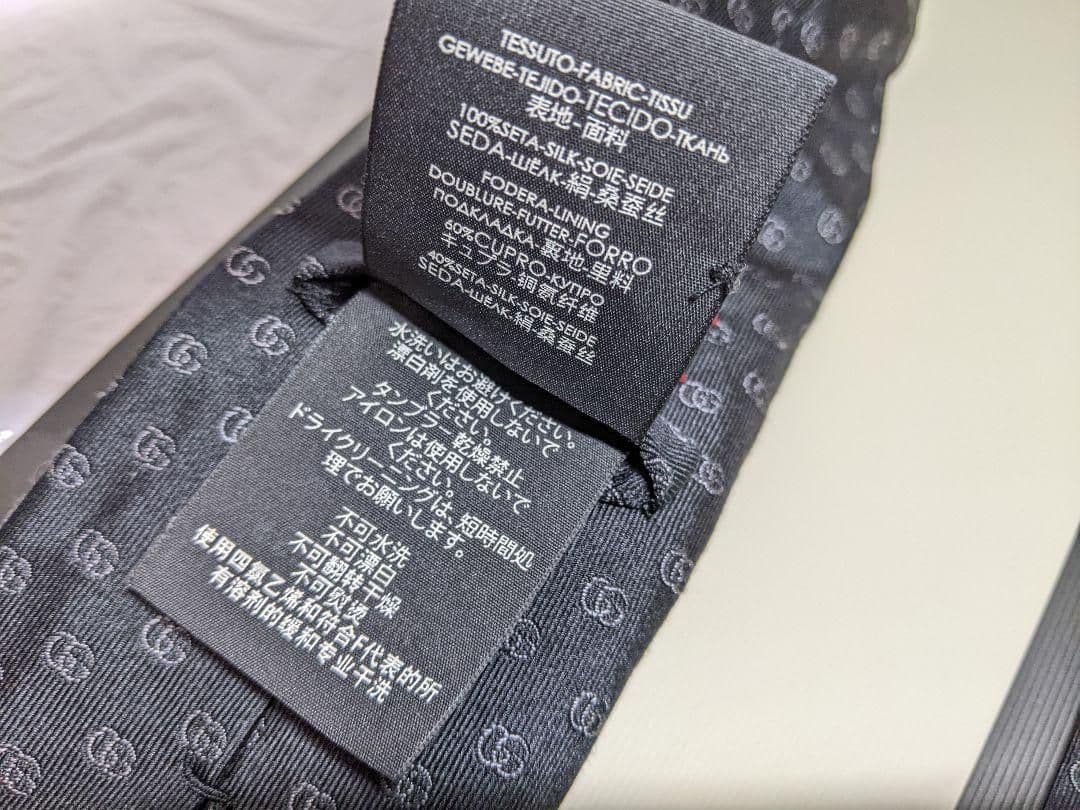 TESSUTO-FABRIC-TISSU
GEWEBE-TEJIDO-TECIDO-ТКАНЬ
表地-面料
100%SETA-SILK-SOIE-SEIDE
SEDA-ШЁЛК-絹-桑蚕丝
FODERA-LINING
DOUBLURE-FUTTER-FORRO
ПОДКЛАДКА-裏地-里料
60%CUPRO-КУПРО
キュプラ-铜氨纤维
40%SETA-SILK-SOIE-SEIDE
SEDA-ШЁЛК-絹-桑蚕丝
水洗いはお避けください。
漂白剤を使用しないで
ください。
タンブラー乾燥禁止
アイロンは使用しないで
ください。
ドライクリーニングは、短時間処
理でお願いします。
不可水洗
不可漂白
不可翻转干燥
不可熨烫
使用四氯乙烯和符合F代表的所
有溶剂的缓和专业干洗